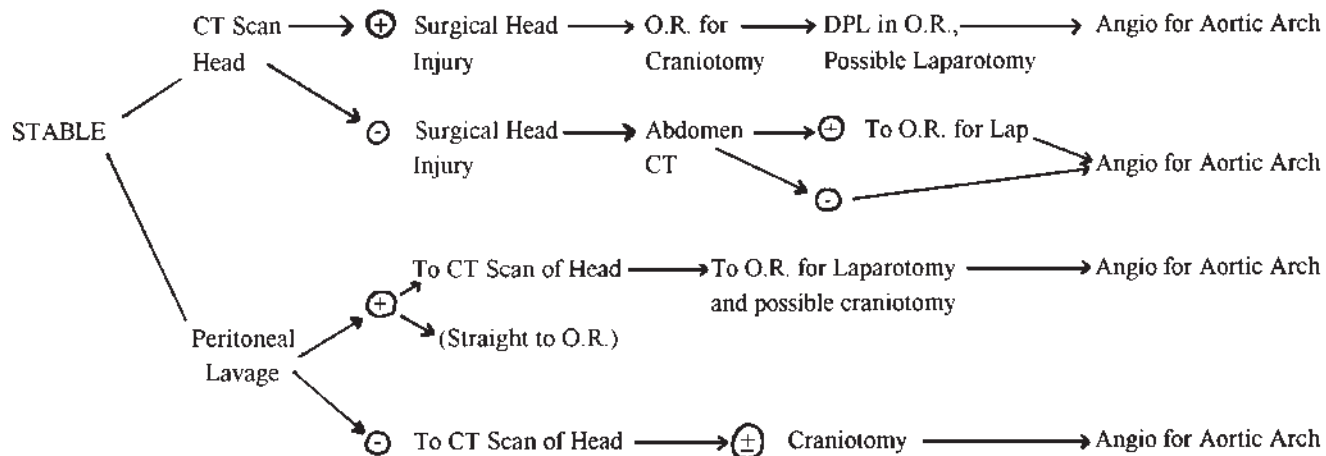 CT Scan
Head
⊕ Surgical Head
Injury
O.R. for
Craniotomy
DPL in O.R.,
Possible Laparotomy
Angio for Aortic Arch
STABLE
⊖ Surgical Head
Injury
Abdomen
CT
⊕ To O.R. for Lap
⊖
Angio for Aortic Arch
Peritoneal
Lavage
⊕
To CT Scan of Head
(Straight to O.R.)
To O.R. for Laparotomy
and possible craniotomy
Angio for Aortic Arch
⊖ To CT Scan of Head
± Craniotomy
Angio for Aortic Arch